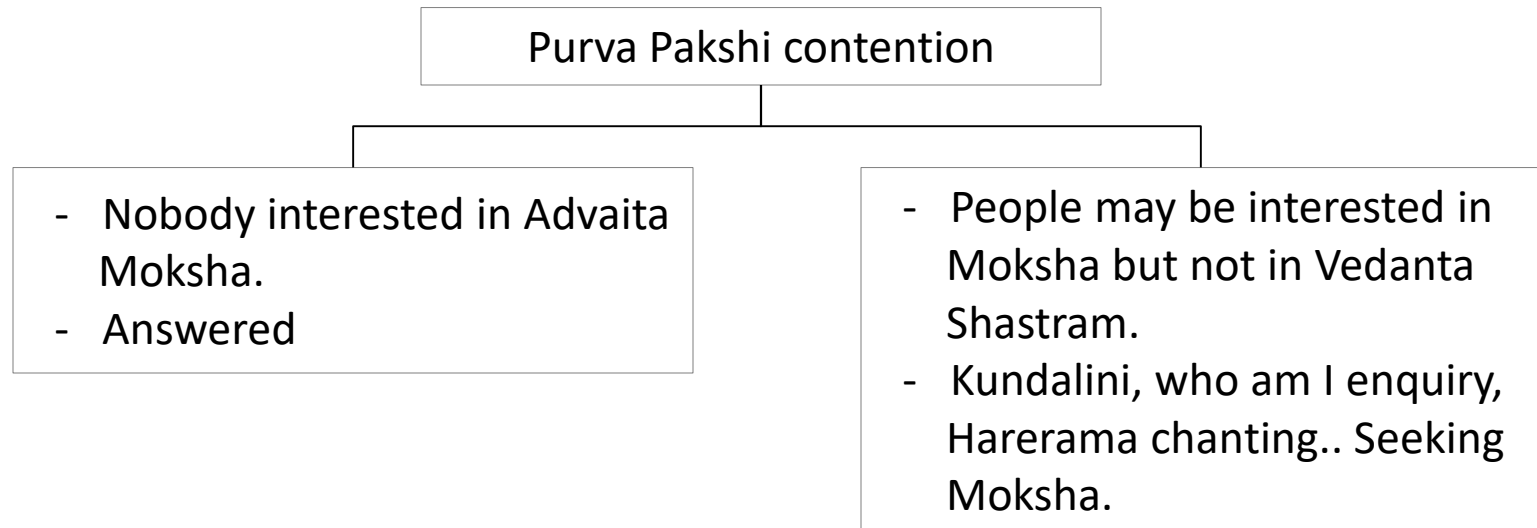 Purva Pakshi contention
- Nobody interested in Advaita
Moksha.
- Answered
- People may be interested in
Moksha but not in Vedanta
Shastram.
- Kundalini, who am I enquiry,
Harerama chanting.. Seeking
Moksha.